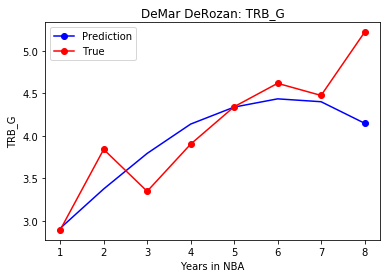 DeMar DeRozan: TRB_G
Prediction
True
TRB_G
5.0
4.5
4.0
3.5
3.0
1 2 3 4 5 6 7 8
Years in NBA